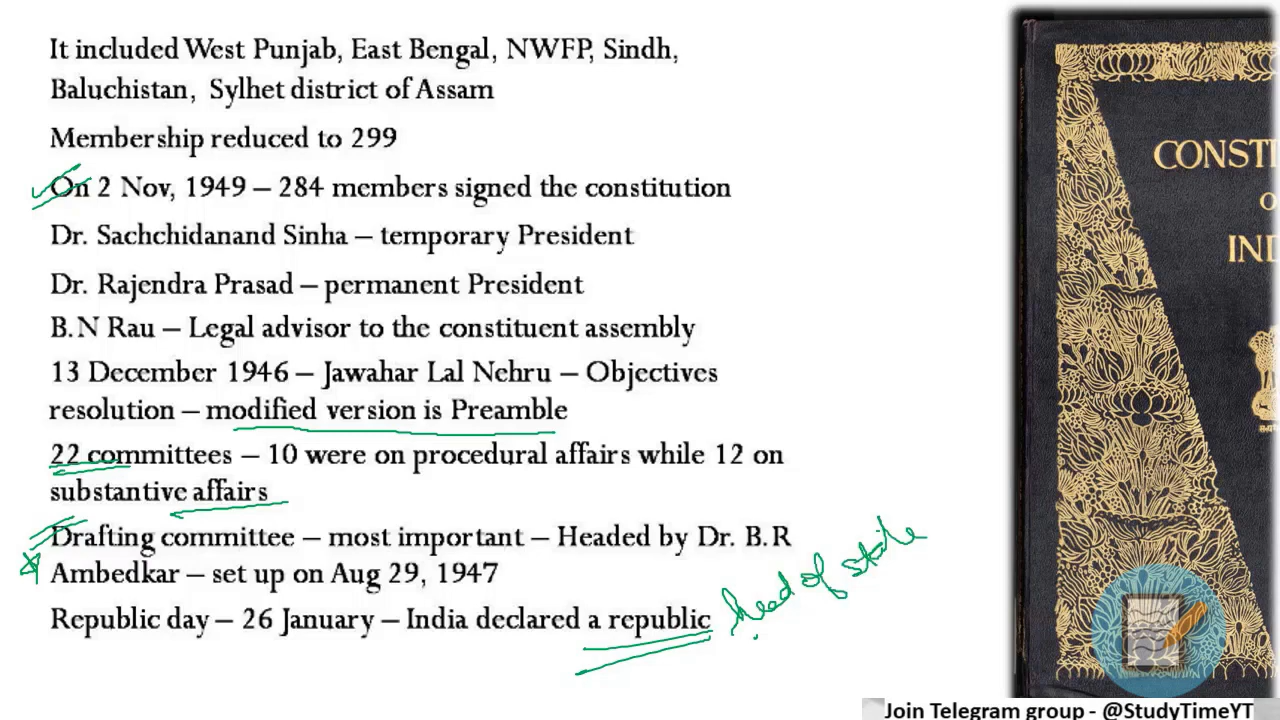 It included West Punjab, East Bengal, NWFP, Sindh,
Baluchistan, Sylhet district of Assam
Membership reduced to 299
On 2 Nov, 1949 – 284 members signed the constitution
Dr. Sachchidanand Sinha – temporary President
Dr. Rajendra Prasad – permanent President
B.N Rau – Legal advisor to the constituent assembly
13 December 1946 – Jawahar Lal Nehru – Objectives
resolution – modified version is Preamble
22 committees – 10 were on procedural affairs while 12 on
substantive affairs
Drafting committee – most important – Headed by Dr. B.R
Ambedkar – set up on Aug 29, 1947
Republic day – 26 January – India declared a republic
Head of state
CONSTI
O
IND
Join Telegram group - @StudyTimeYT